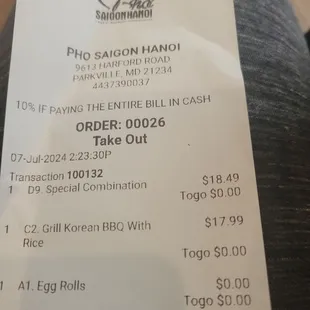 SAIGONHANOI
PHO SAIGON HANOI
9613 HARFORD ROAD
PARKVILLE, MD 21234
4437390037
10% IF PAYING THE ENTIRE BILL IN CASH
ORDER: 00026
Take Out
07-Jul-2024 2:23:30P
Transaction 100132
1 D9. Special Combination $18.49
Togo $0.00
1 C2. Grill Korean BBQ With $17.99
Rice
Togo $0.00
1 A1. Egg Rolls $0.00
Togo $0.00